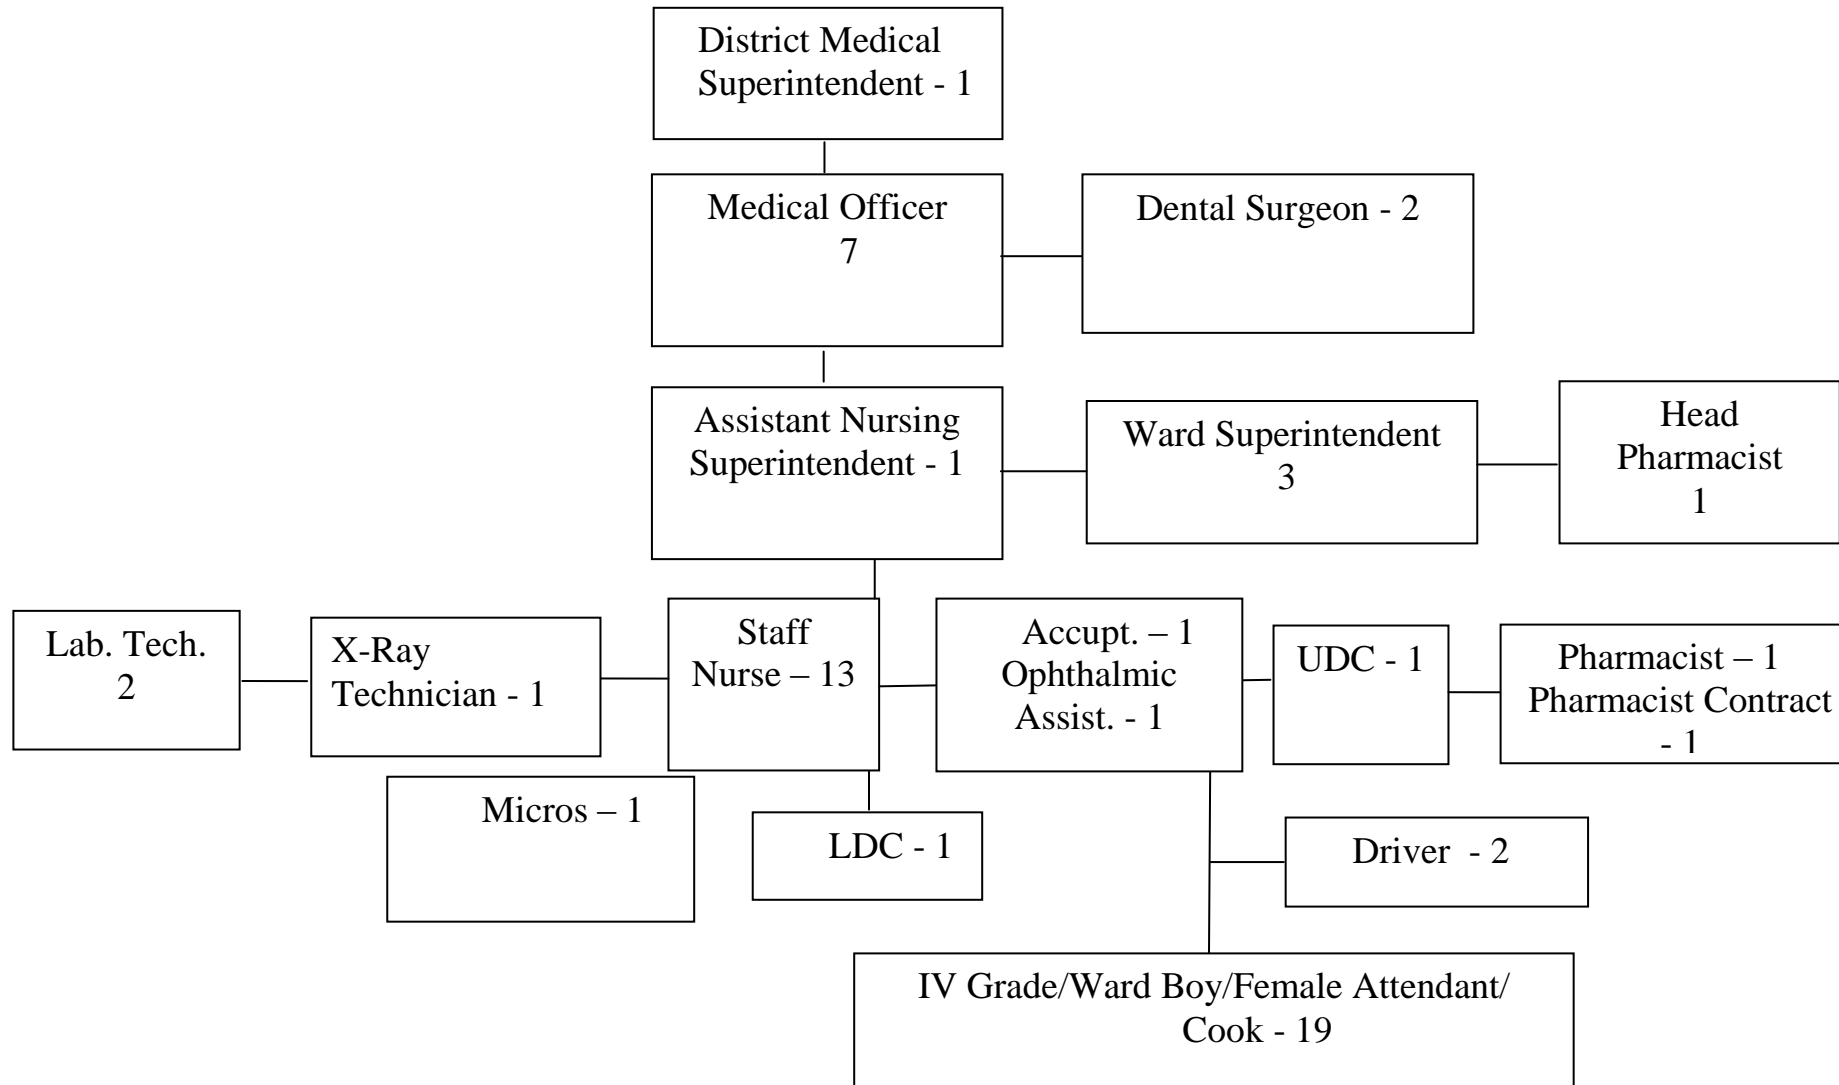 District Medical
Superintendent - 1
Medical Officer
7
Dental Surgeon - 2
Assistant Nursing
Superintendent - 1
Ward Superintendent
3
Head
Pharmacist
1
Lab. Tech.
2
X-Ray
Technician - 1
Staff
Nurse – 13
Accupt. – 1
Ophthalmic
Assist. - 1
UDC - 1
Pharmacist – 1
Pharmacist Contract
- 1
Micros – 1
LDC - 1
Driver  - 2
IV Grade/Ward Boy/Female Attendant/
Cook - 19